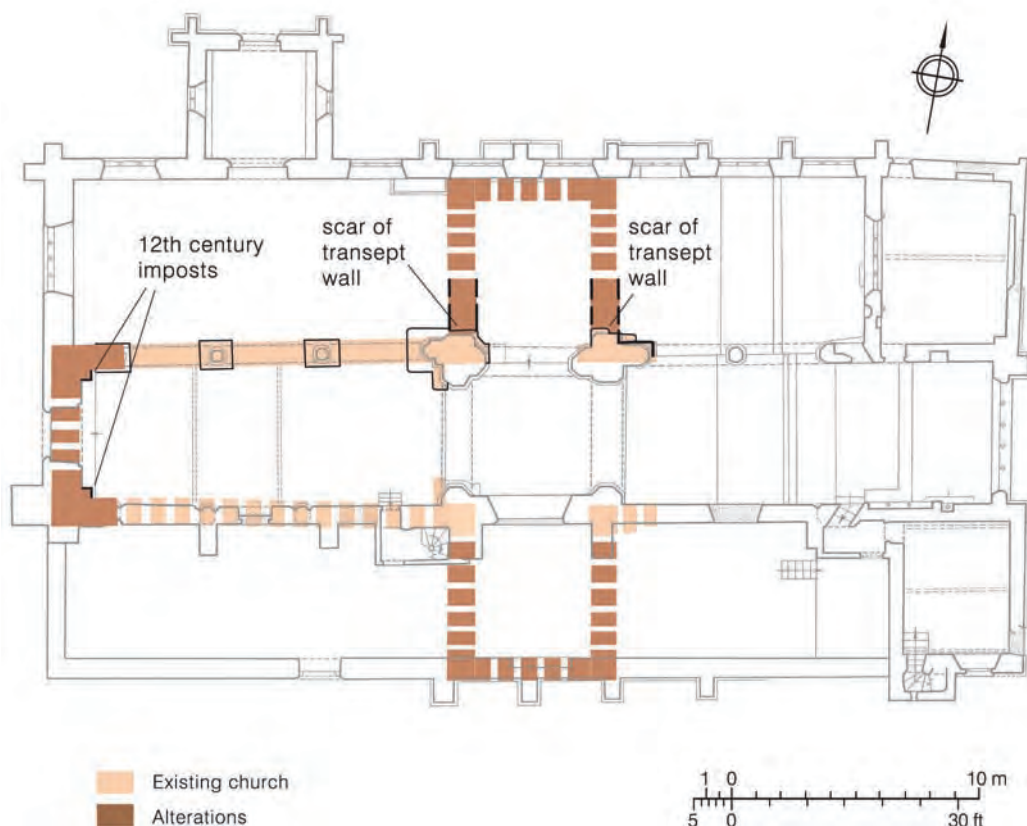 12th century
imposts
scar of
transept
wall
scar of
transept
wall
Existing church
Alterations
1 0 10 m
5 0 30 ft